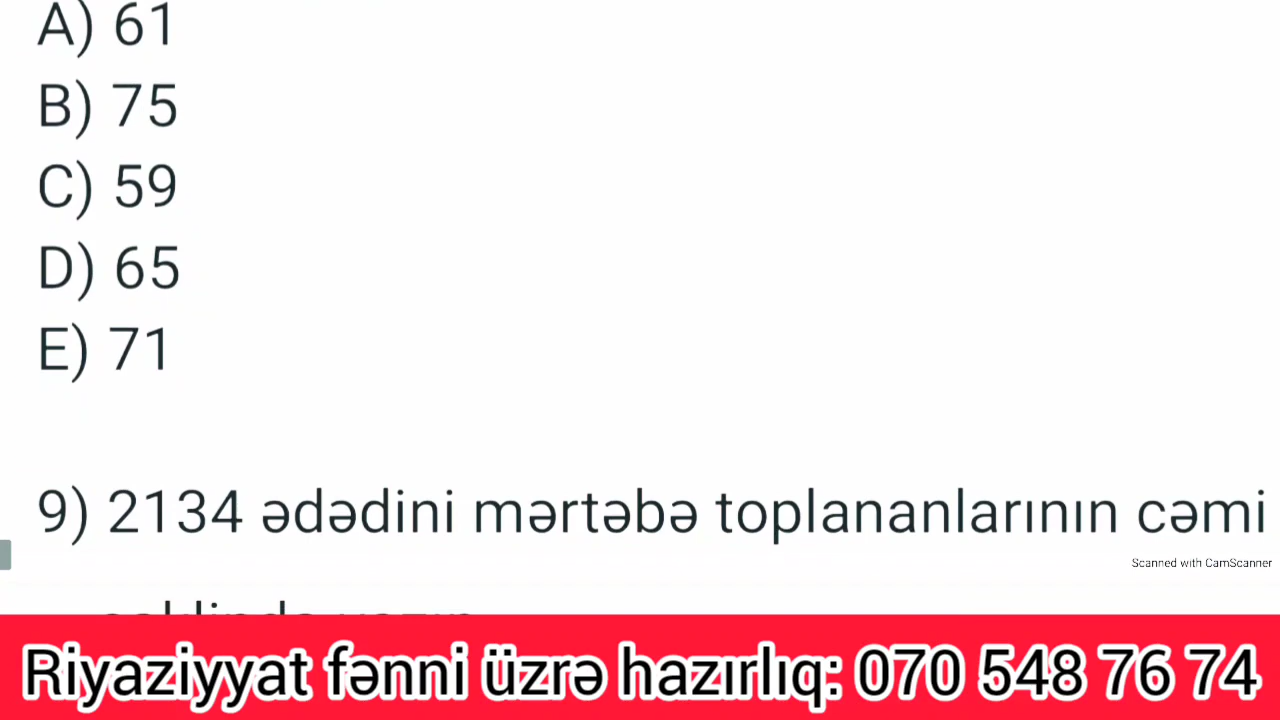 A) 61
B) 75
C) 59
D) 65
E) 71
9) 2134 ədədini mərtəbə toplananlarının cəmi
Scanned with CamScanner
Riyaziyyat fənni üzrə hazırlıq: 070 548 76 74